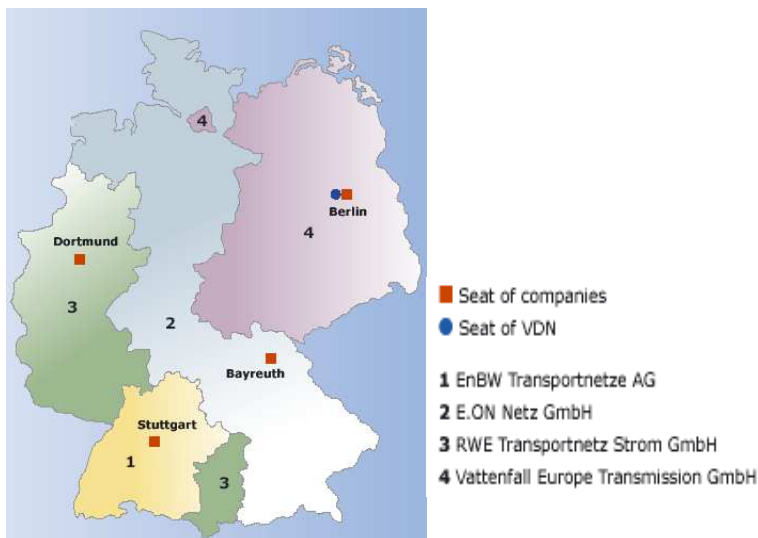 4
Berlin
4
Dortmund
3
2
Bayreuth
Stuttgart
1
3
Seat of companies
Seat of VDN
1 EnBW Transportnetze AG
2 E.ON Netz GmbH
3 RWE Transportnetz Strom GmbH
4 Vattenfall Europe Transmission GmbH